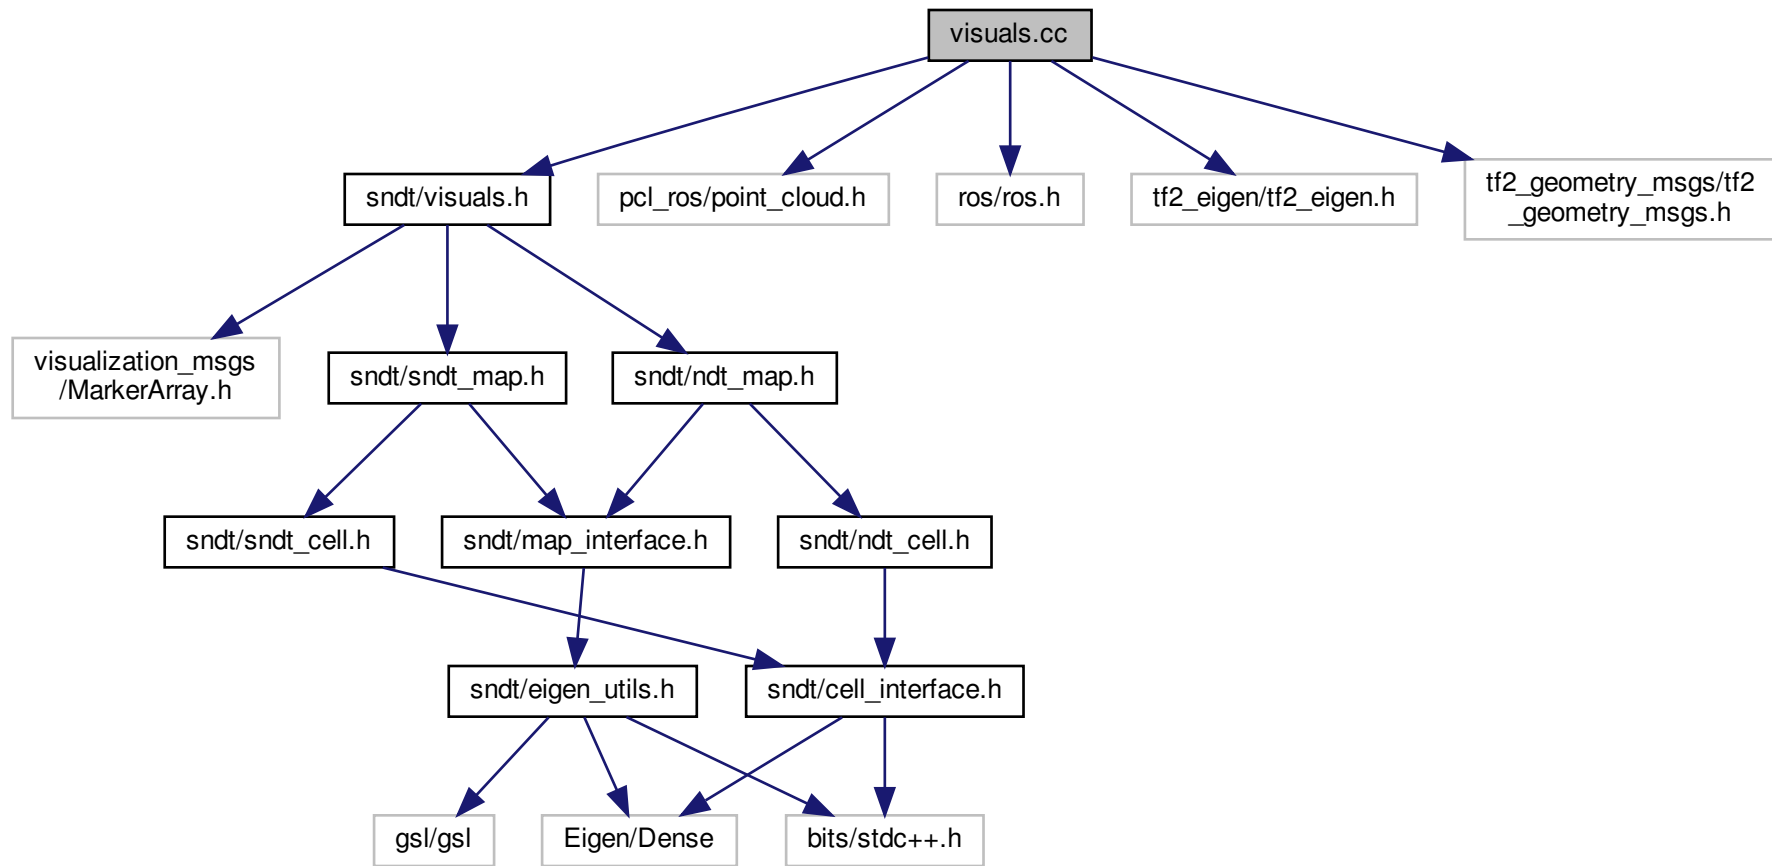 visuals.cc
sndt/visuals.h
pcl_ros/point_cloud.h
ros/ros.h
tf2_eigen/tf2_eigen.h
tf2_geometry_msgs/tf2
_geometry_msgs.h
visualization_msgs
/MarkerArray.h
sndt/sndt_map.h
sndt/ndt_map.h
sndt/sndt_cell.h
sndt/map_interface.h
sndt/ndt_cell.h
sndt/eigen_utils.h
sndt/cell_interface.h
gsl/gsl
Eigen/Dense
bits/stdc++.h